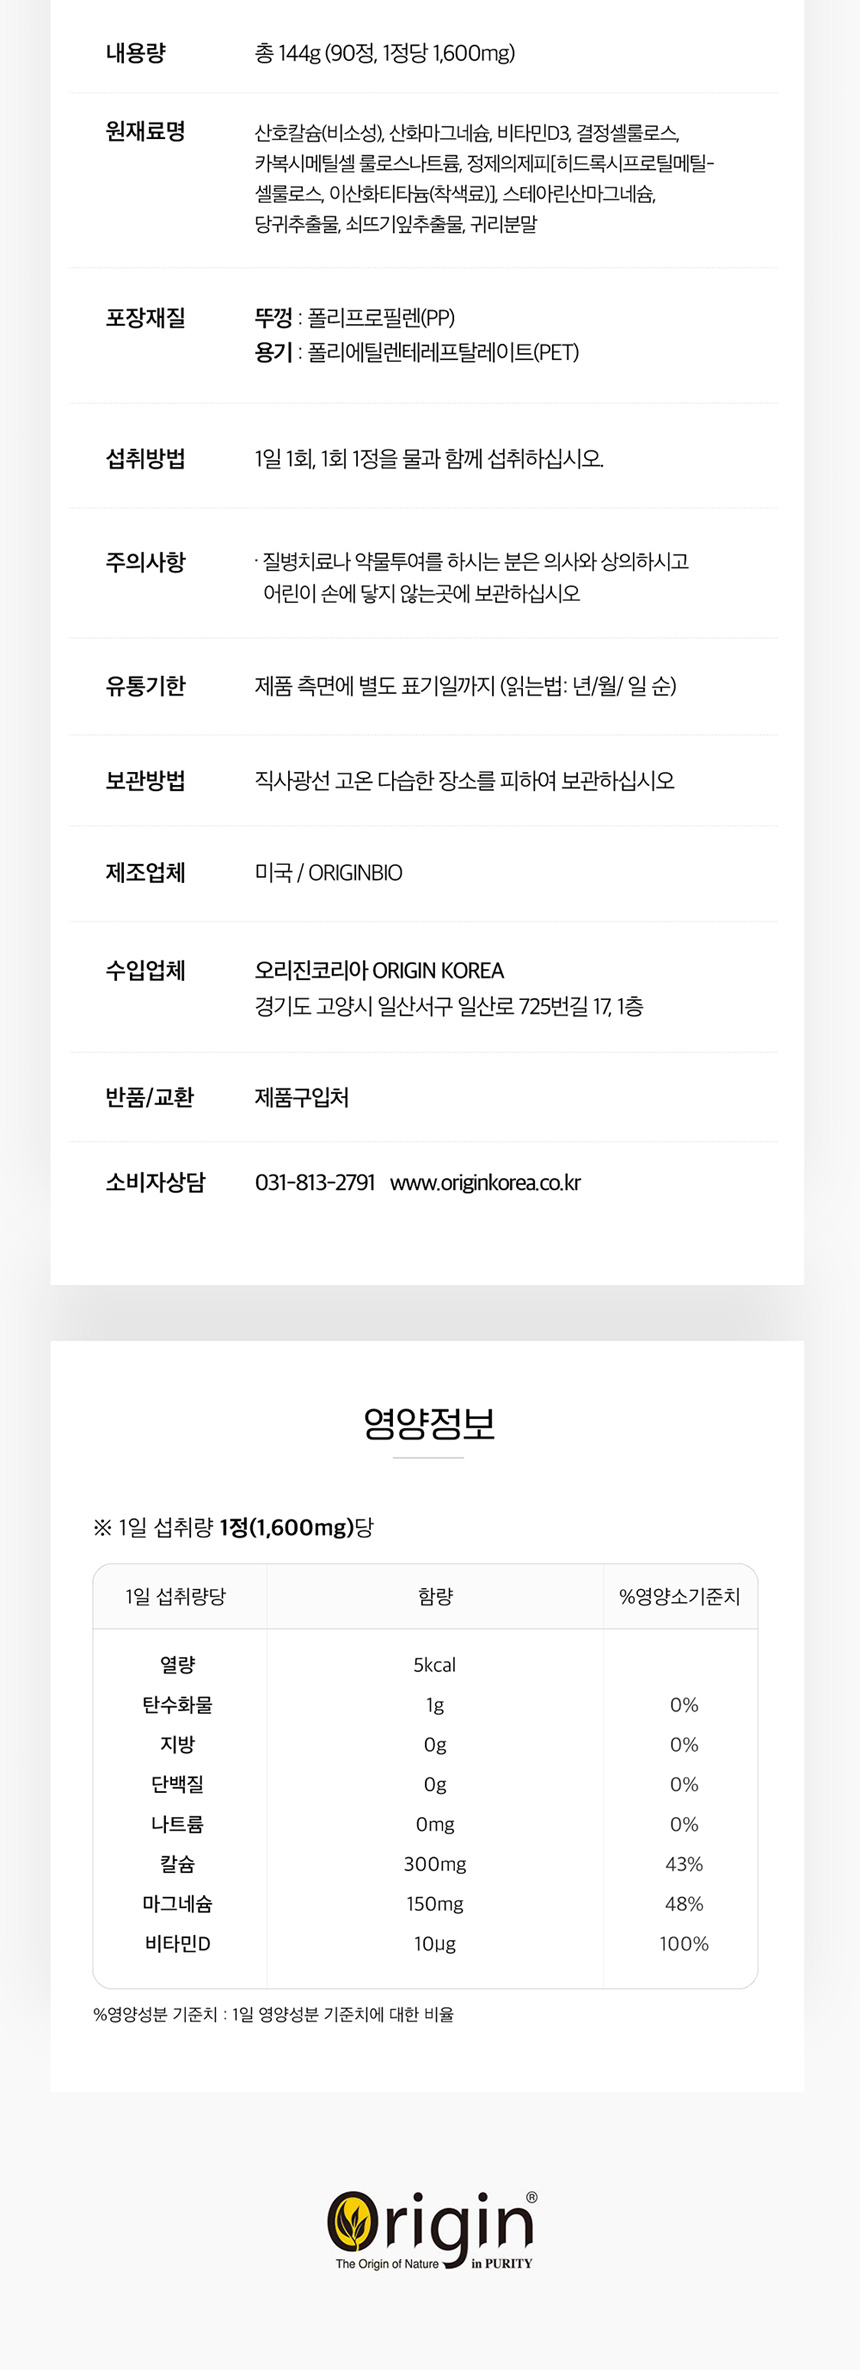 내용량 총 144g (90정, 1정당 1,600mg)
원재료명 산호칼슘(비소성), 산화마그네슘, 비타민D3, 결정셀룰로스,
카복시메틸셀 룰로스나트륨, 정제의제피[히드록시프로틸메틸-
셀룰로스, 이산화티타늄(착색료)], 스테아린산마그네슘,
당귀추출물, 쇠뜨기잎추출물, 귀리분말
포장재질 뚜껑 : 폴리프로필렌(PP)
용기 : 폴리에틸렌테레프탈레이트(PET)
섭취방법 1일 1회, 1회 1정을 물과 함께 섭취하십시오.
주의사항 · 질병치료나 약물투여를 하시는 분은 의사와 상의하시고
어린이 손에 닿지 않는곳에 보관하십시오
유통기한 제품 측면에 별도 표기일까지 (읽는법: 년/월/ 일 순)
보관방법 직사광선 고온 다습한 장소를 피하여 보관하십시오
제조업체 미국 / ORIGINBIO
수입업체 오리진코리아 ORIGIN KOREA
경기도 고양시 일산서구 일산로 725번길 17, 1층
반품/교환 제품구입처
소비자상담 031-813-2791 www.originkorea.co.kr
영양정보
※ 1일 섭취량 1정(1,600mg)당
1일 섭취량당 함량 %영양소기준치
열량 5kcal
탄수화물 1g 0%
지방 0g 0%
단백질 0g 0%
나트륨 0mg 0%
칼슘 300mg 43%
마그네슘 150mg 48%
비타민D 10µg 100%
%영양성분 기준치 : 1일 영양성분 기준치에 대한 비율
Origin®
The Origin of Nature in PURITY